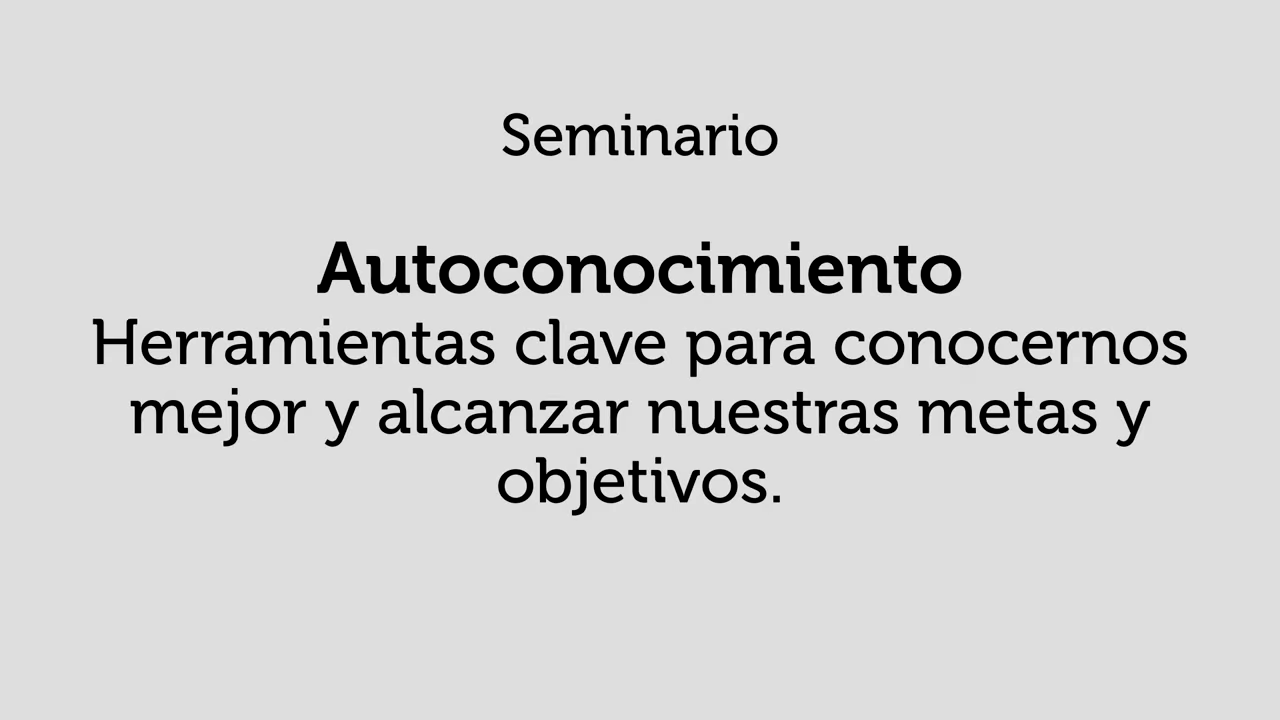 Seminario
Autoconocimiento
Herramientas clave para conocernos
mejor y alcanzar nuestras metas y
objetivos.